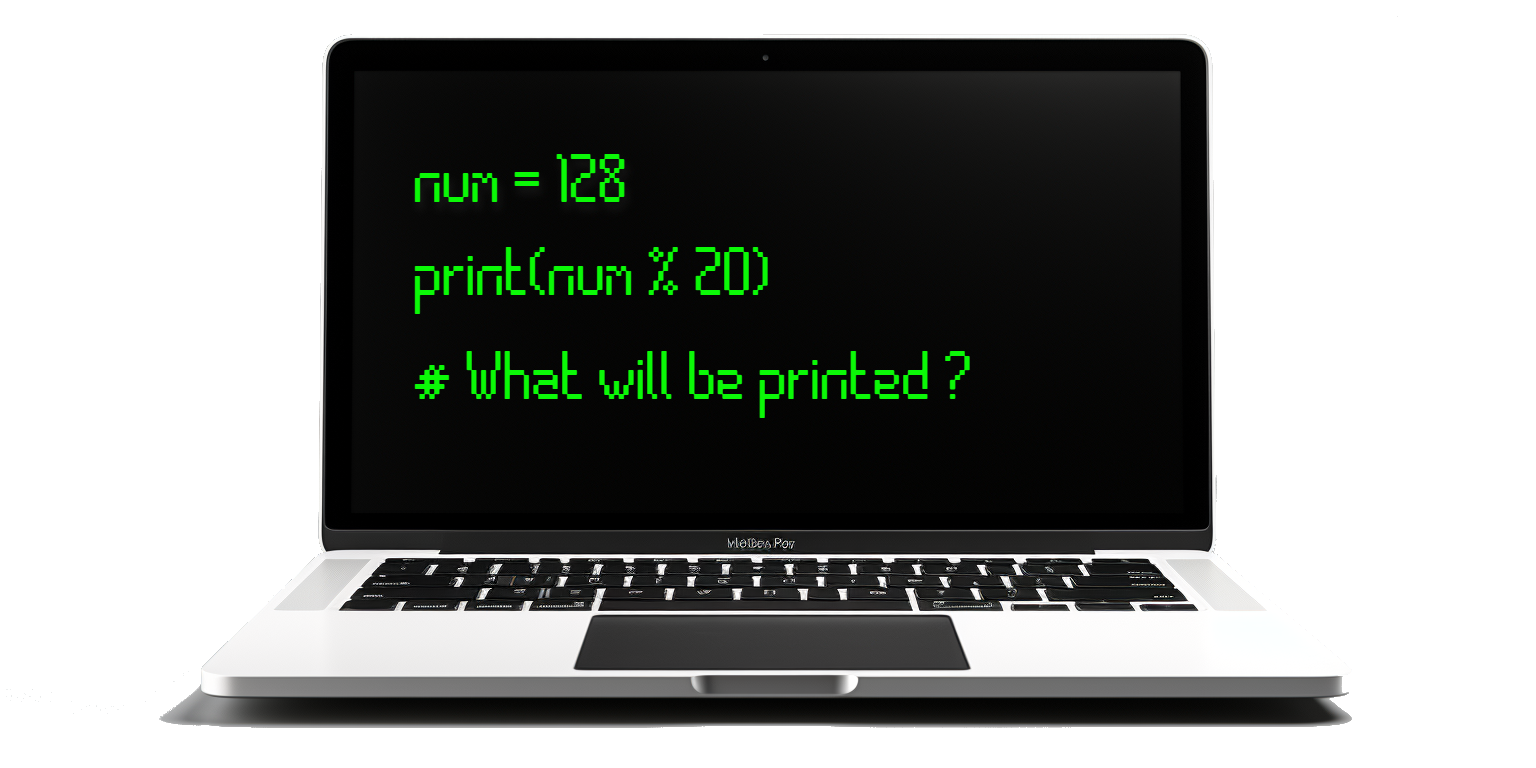 num = 128
print(num % 20)
# What will be printed ?